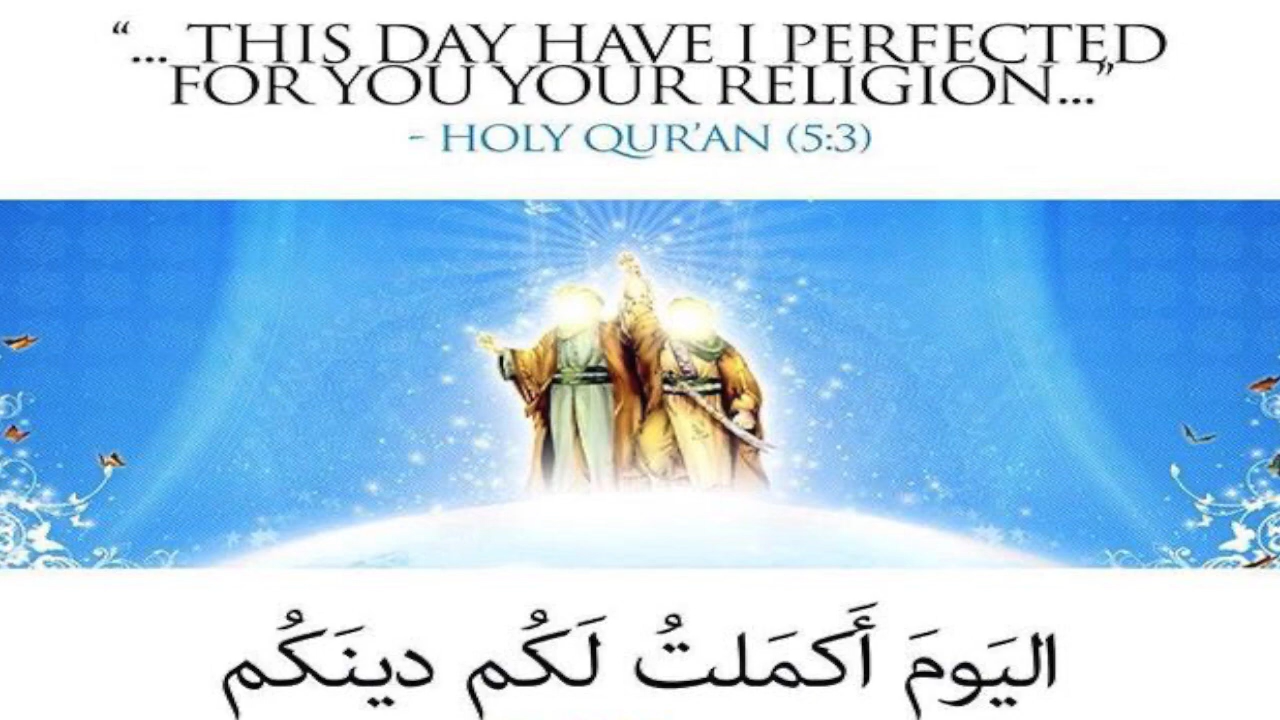 “... THIS DAY HAVE I PERFECTED
FOR YOU YOUR RELIGION...”
- HOLY QUR’AN (5:3)
اليَومَ أَكمَلتُ لَكُم دينَكُم